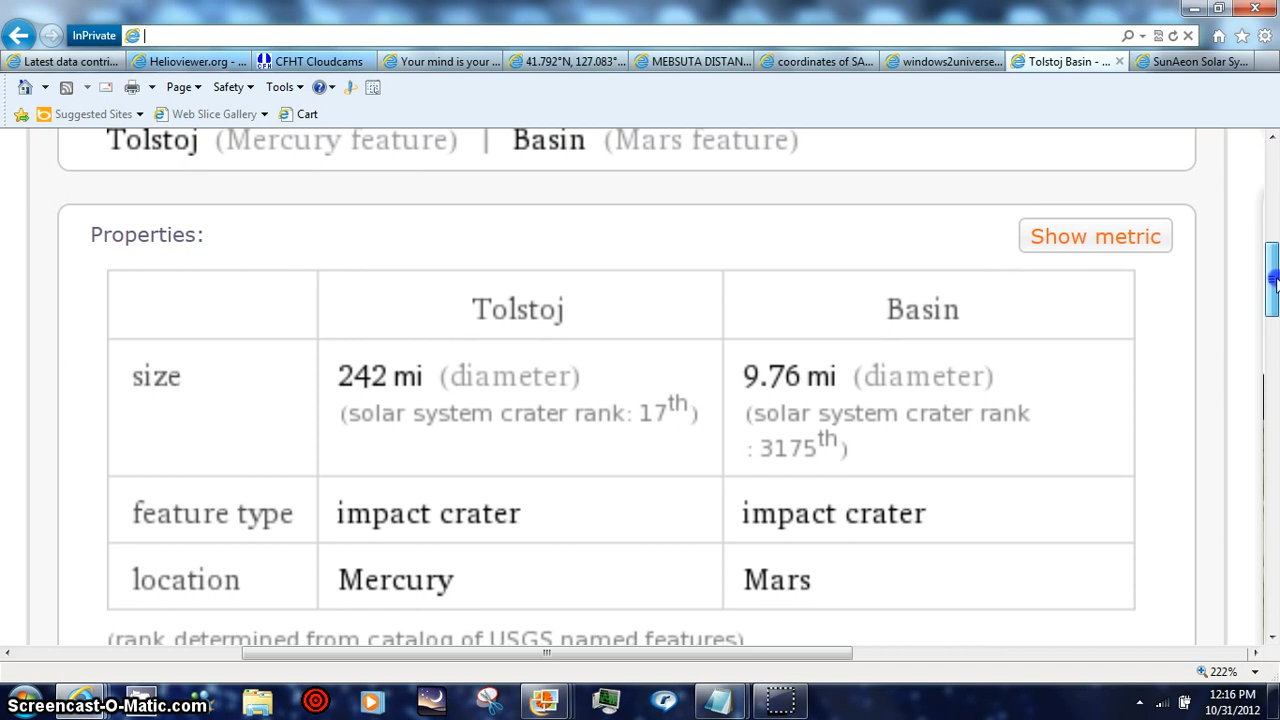 InPrivate
Latest data contri...
Helioviewer.org - ...
CFHT Cloudcams
Your mind is your ...
41.792°N, 127.083°...
MEBSUTA DISTAN...
coordinates of SA...
windows2universe...
Tolstoj Basin - ...
SunAeon Solar Sy...
Page
Safety
Tools
Suggested Sites
Web Slice Gallery
Cart
Tolstoj (Mercury feature) | Basin (Mars feature)
Properties:
Show metric
Tolstoj
Basin
size
242 mi (diameter)
(solar system crater rank: 17th)
9.76 mi (diameter)
(solar system crater rank
: 3175th)
feature type
impact crater
impact crater
location
Mercury
Mars
(rank determined from catalog of USGS named features)
222%
Screencast-O-Matic.com
12:16 PM
10/31/2012